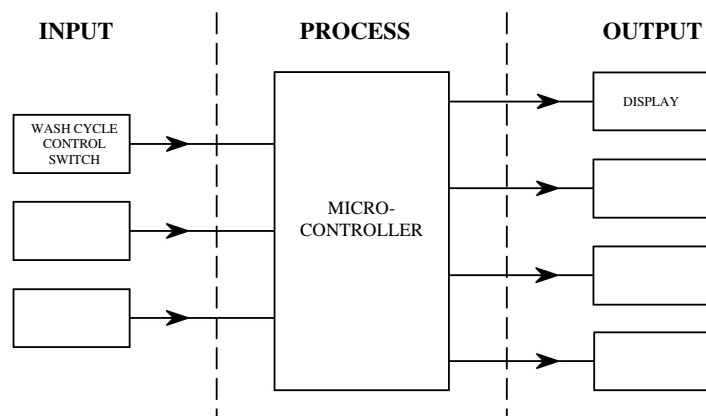 INPUT
PROCESS
OUTPUT
WASH CYCLE
CONTROL
SWITCH
MICRO-
CONTROLLER
DISPLAY